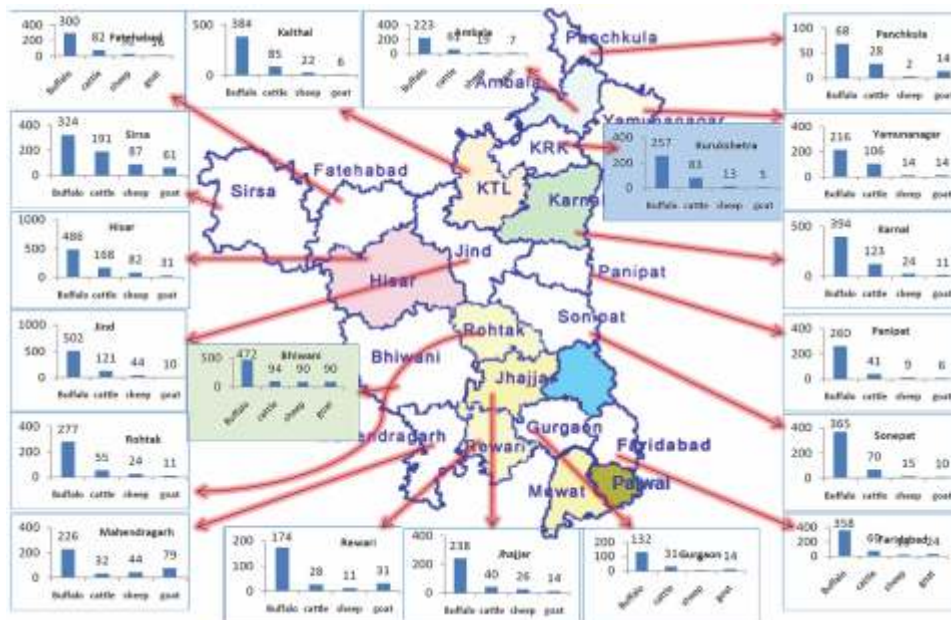 Fatehabad
400
200
0
300
82
Buffalo
cattle
sheep
goat
Kaithal
500
0
384
85
22
6
Buffalo
cattle
sheep
goat
Ambala
400
200
0
223
7
Buffalo
cattle
sheep
goat
Panchkula
100
50
0
68
28
2
14
Buffalo
cattle
sheep
goat
Sirsa
400
200
0
324
191
87
61
Buffalo
cattle
sheep
goat
Yamunanagar
400
200
0
216
106
14
14
Buffalo
cattle
sheep
goat
Kurukshetra
400
200
0
257
83
13
5
Buffalo
cattle
sheep
goat
Hisar
1000
500
0
486
168
82
31
Buffalo
cattle
sheep
goat
Karnal
500
0
394
123
24
11
Buffalo
cattle
sheep
goat
Jind
1000
500
0
502
121
44
10
Buffalo
cattle
sheep
goat
Bhiwani
500
0
472
94
90
90
Buffalo
cattle
sheep
goat
Panipat
400
200
0
260
41
9
6
Buffalo
cattle
sheep
goat
Rohtak
400
200
0
277
55
24
11
Buffalo
cattle
sheep
goat
Sonepat
400
200
0
365
70
15
10
Buffalo
cattle
sheep
goat
Mahendragarh
400
200
0
226
32
44
79
Buffalo
cattle
sheep
goat
Rewari
200
100
0
174
28
11
31
Buffalo
cattle
sheep
goat
Jhajjar
400
200
0
238
40
26
14
Buffalo
cattle
sheep
goat
Gurgaon
200
100
0
132
31
14
Buffalo
cattle
sheep
goat
Faridabad
400
200
0
358
69
24
Buffalo
cattle
sheep
goat
Panchkula
Ambala
Yamunanagar
KRK
Fatehabad
Sirsa
KTL
Karnal
Jind
Hisar
Panipat
Rohtak
Sonipat
Bhiwani
Jhajja
Gurgaon
endragarh
Rewari
Faridabad
Mewat
Palwal